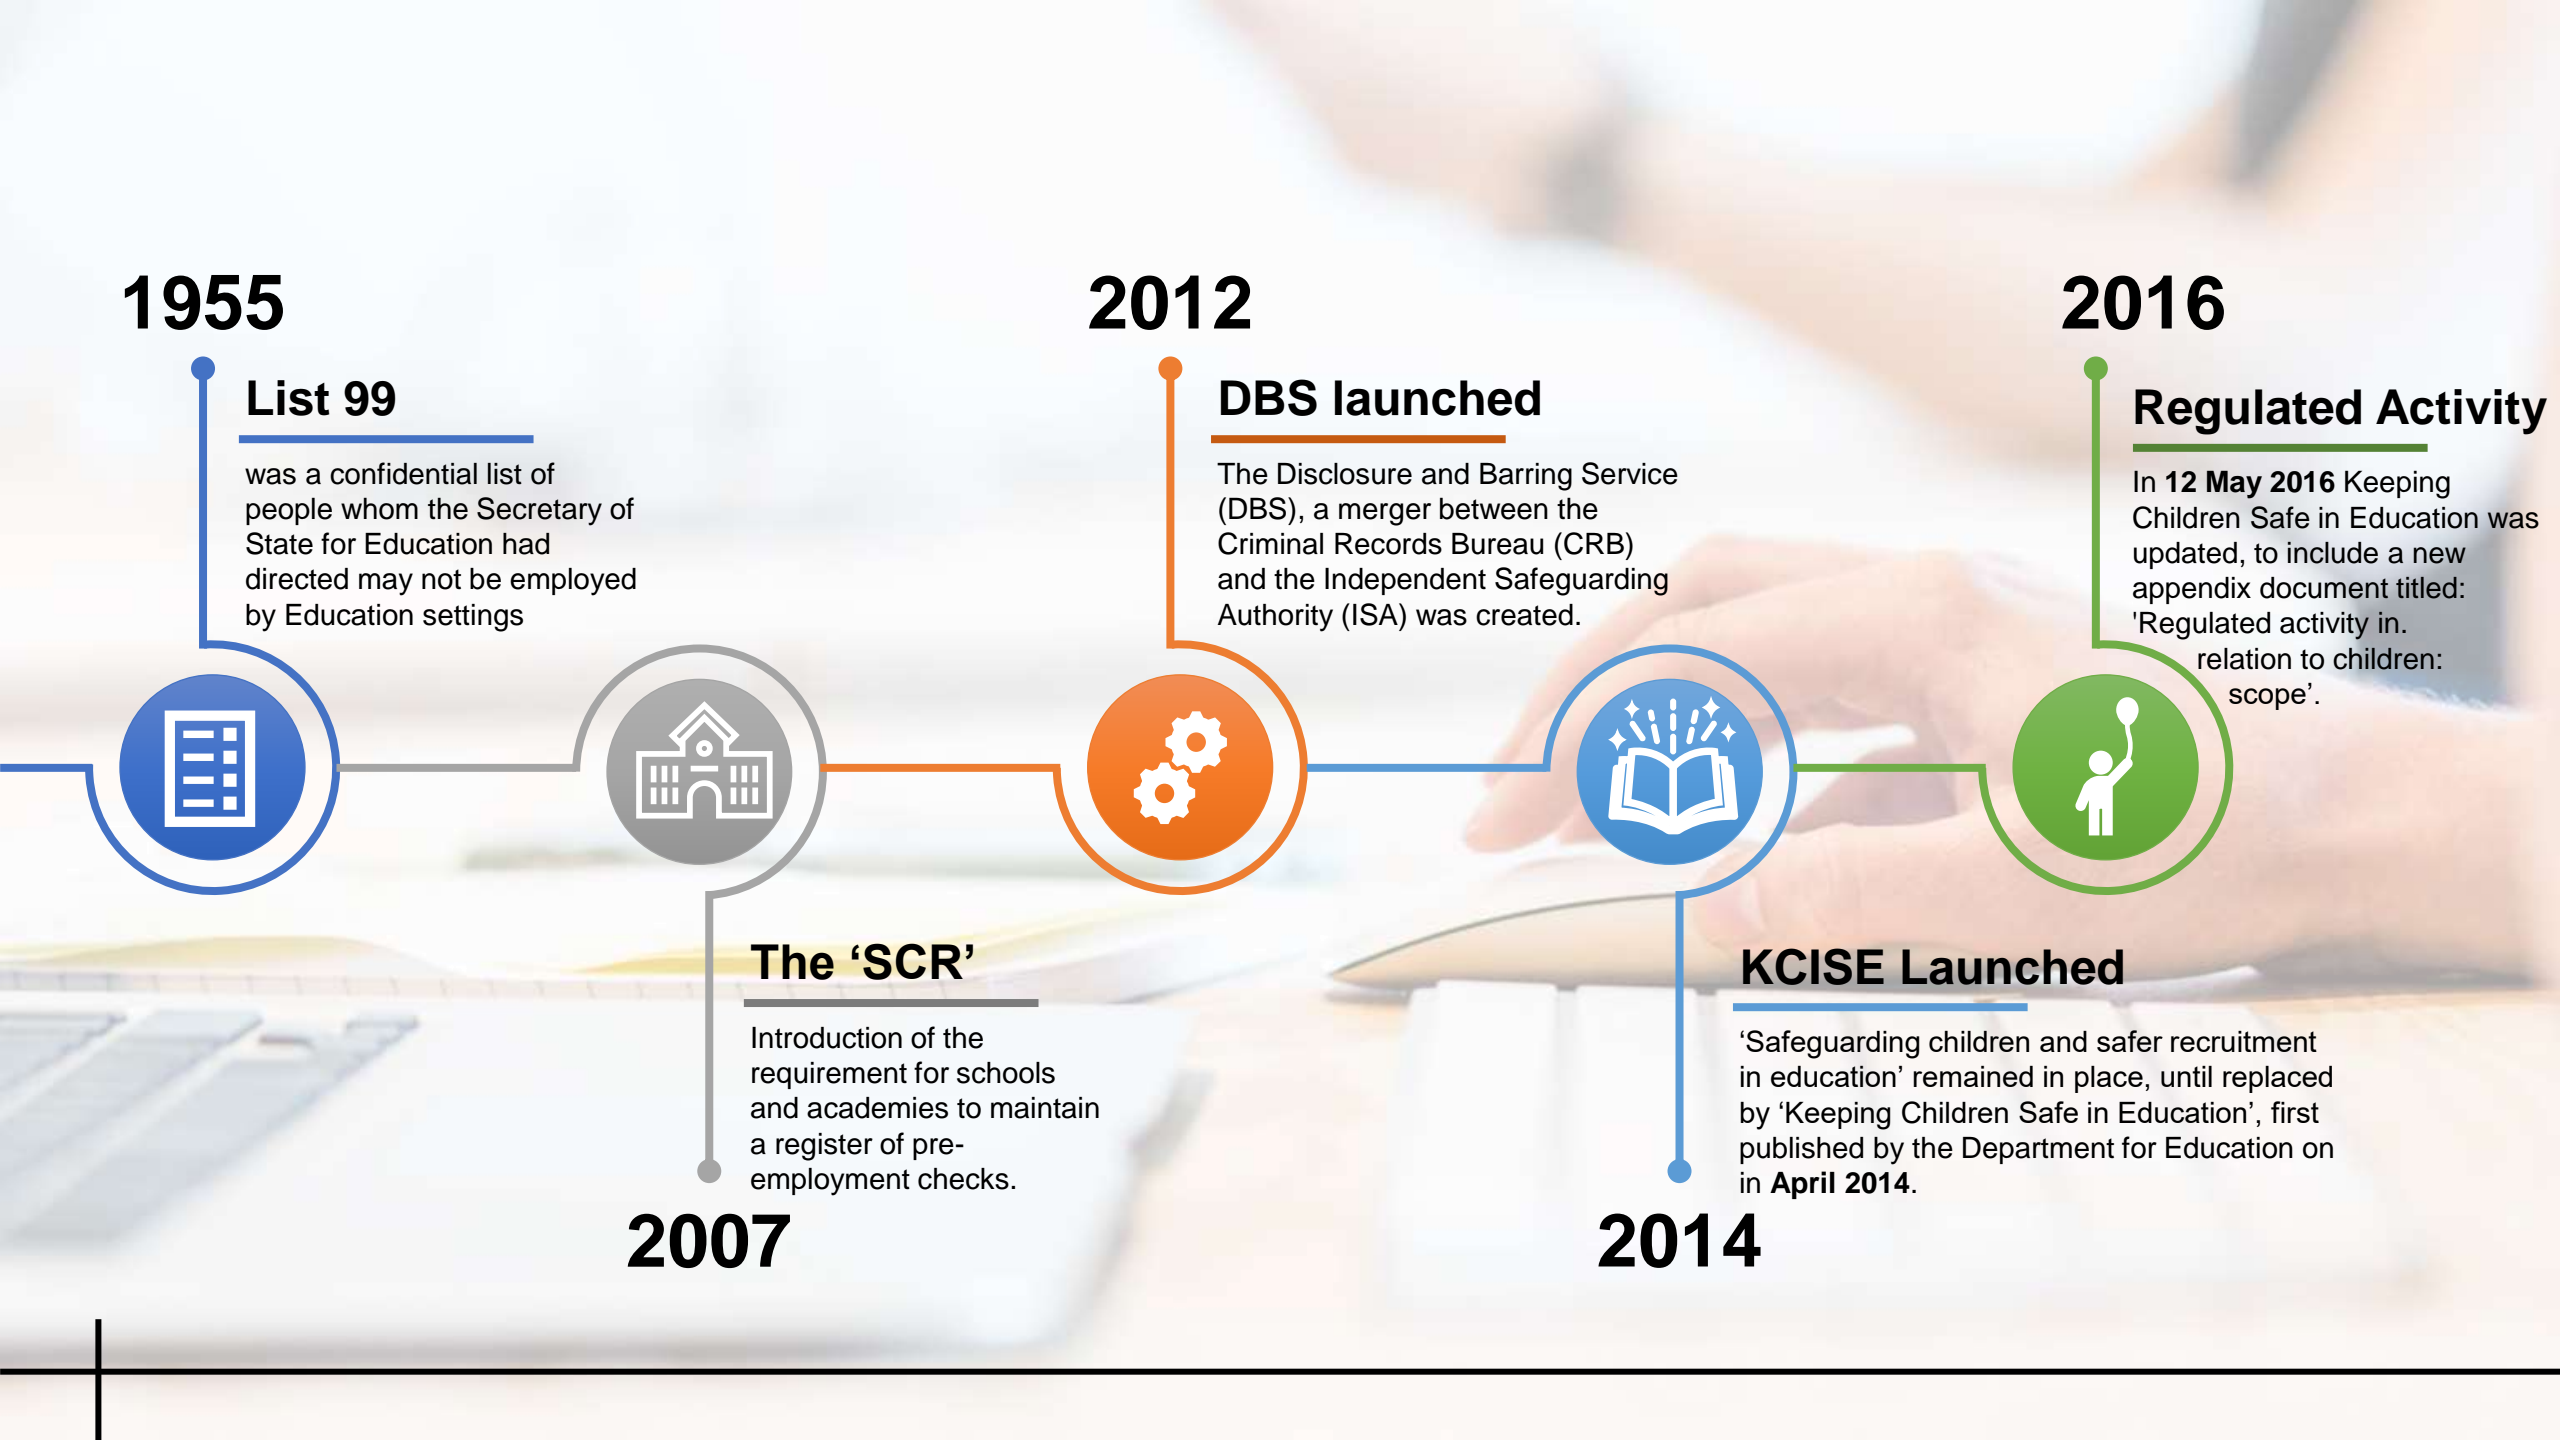 1955
List 99
was a confidential list of
people whom the Secretary of
State for Education had
directed may not be employed
by Education settings
The ‘SCR’
Introduction of the
requirement for schools
and academies to maintain
a register of pre-
employment checks.
2007
2012
DBS launched
The Disclosure and Barring Service
(DBS), a merger between the
Criminal Records Bureau (CRB)
and the Independent Safeguarding
Authority (ISA) was created.
KCISE Launched
‘Safeguarding children and safer recruitment
in education’ remained in place, until replaced
by ‘Keeping Children Safe in Education’, first
published by the Department for Education on
in April 2014.
2014
2016
Regulated Activity
In 12 May 2016 Keeping
Children Safe in Education was
updated, to include a new
appendix document titled:
'Regulated activity in.
relation to children:
scope’.